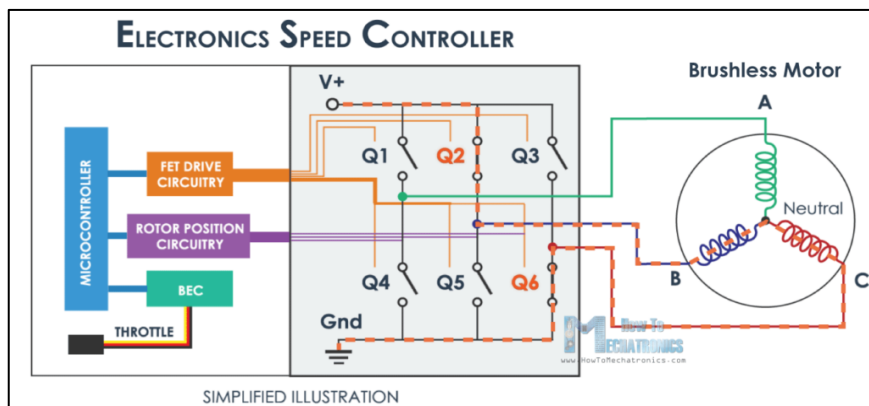 ELECTRONICS SPEED CONTROLLER
V+
Brushless Motor
A
Q1
Q2
Q3
FET DRIVE
CIRCUITRY
MICROCONTROLLER
Neutral
ROTOR POSITION
CIRCUITRY
B
C
Q4
Q5
Q6
BEC
THROTTLE
Gnd
How To
MECHATRONICS
www.HowToMechatronics.com
SIMPLIFIED ILLUSTRATION